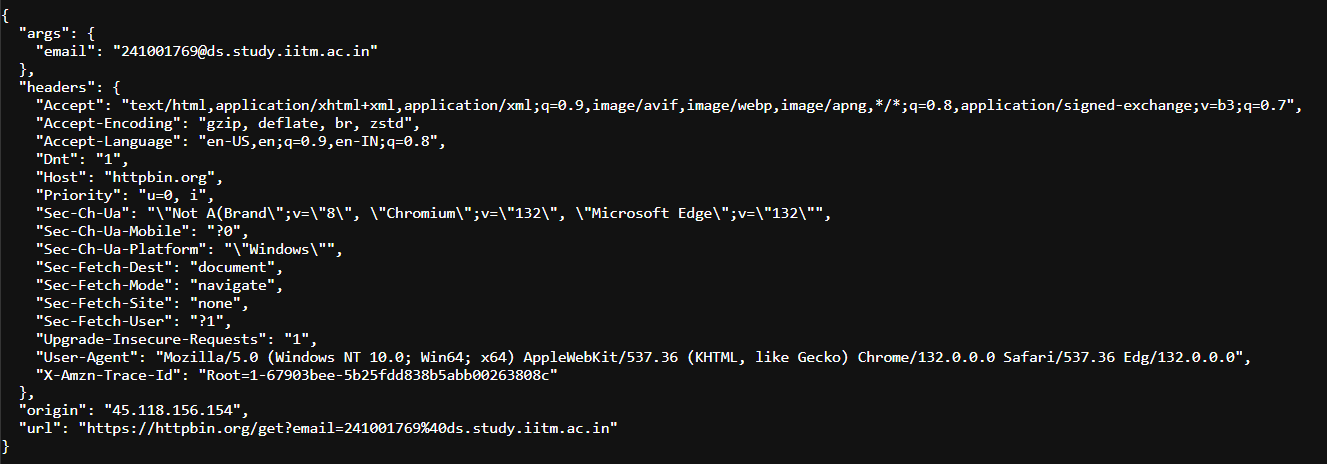 {
  "args": {
    "email": "241001769@ds.study.iitm.ac.in"
  },
  "headers": {
    "Accept": "text/html,application/xhtml+xml,application/xml;q=0.9,image/avif,image/webp,image/apng,*/*;q=0.8,application/signed-exchange;v=b3;q=0.7",
    "Accept-Encoding": "gzip, deflate, br, zstd",
    "Accept-Language": "en-US,en;q=0.9,en-IN;q=0.8",
    "Dnt": "1",
    "Host": "httpbin.org",
    "Priority": "u=0, i",
    "Sec-Ch-Ua": "\"Not A(Brand\";v=\"8\", \"Chromium\";v=\"132\", \"Microsoft Edge\";v=\"132\"",
    "Sec-Ch-Ua-Mobile": "?0",
    "Sec-Ch-Ua-Platform": "\"Windows\"",
    "Sec-Fetch-Dest": "document",
    "Sec-Fetch-Mode": "navigate",
    "Sec-Fetch-Site": "none",
    "Sec-Fetch-User": "?1",
    "Upgrade-Insecure-Requests": "1",
    "User-Agent": "Mozilla/5.0 (Windows NT 10.0; Win64; x64) AppleWebKit/537.36 (KHTML, like Gecko) Chrome/132.0.0.0 Safari/537.36 Edg/132.0.0.0",
    "X-Amzn-Trace-Id": "Root=1-67903bee-5b25fdd838b5abb00263808c"
  },
  "origin": "45.118.156.154",
  "url": "https://httpbin.org/get?email=241001769%40ds.study.iitm.ac.in"
}